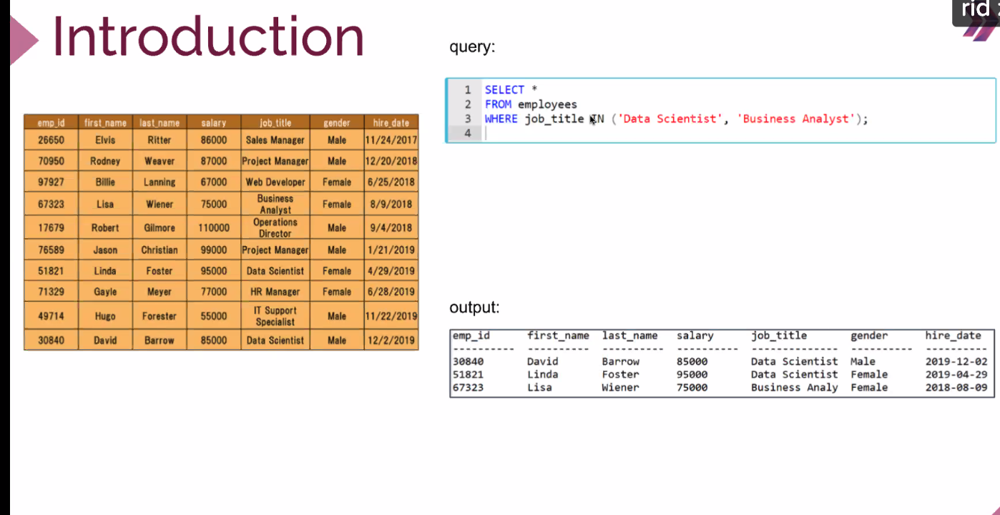 rid
Introduction
query:
1 SELECT *
2 FROM employees
3 WHERE job_title IN ('Data Scientist', 'Business Analyst');
4
emp_id first_name last_name salary job_title gender hire_date
26650 Elvis Ritter 86000 Sales Manager Male 11/24/2017
70950 Rodney Weaver 87000 Project Manager Male 12/20/2018
97927 Billie Lanning 67000 Web Developer Female 6/25/2018
67323 Lisa Wiener 75000 Business Analyst Female 8/9/2018
17679 Robert Gilmore 110000 Operations Director Male 9/4/2018
76589 Jason Christian 99000 Project Manager Male 1/21/2019
51821 Linda Foster 95000 Data Scientist Female 4/29/2019
71329 Gayle Meyer 77000 HR Manager Female 6/28/2019
49714 Hugo Forester 55000 IT Support Specialist Male 11/22/2019
30840 David Barrow 85000 Data Scientist Male 12/2/2019
output:
emp_id first_name last_name salary job_title gender hire_date
---------- ---------- ---------- ---------- -------------- ---------- ----------
30840 David Barrow 85000 Data Scientist Male 2019-12-02
51821 Linda Foster 95000 Data Scientist Female 2019-04-29
67323 Lisa Wiener 75000 Business Analy Female 2018-08-09